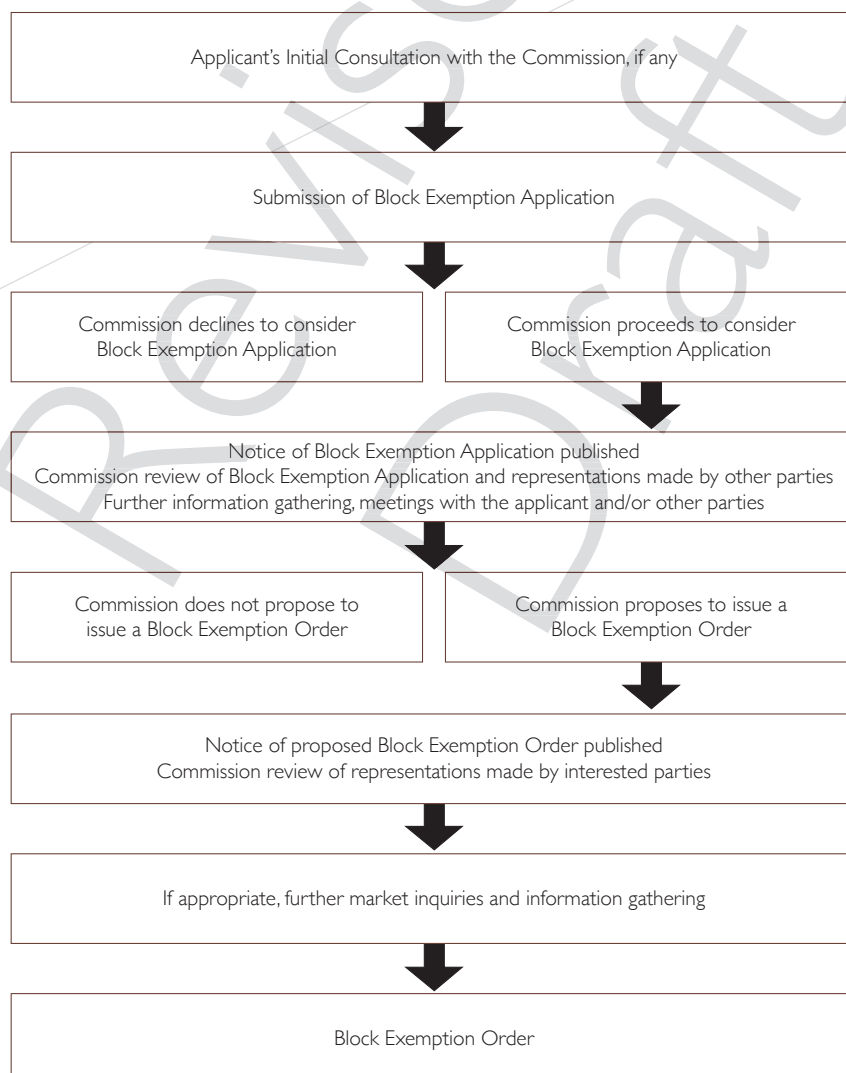 Applicant's Initial Consultation with the Commission, if any
Submission of Block Exemption Application
Commission declines to consider
Block Exemption Application
Commission proceeds to consider
Block Exemption Application
Notice of Block Exemption Application published
Commission review of Block Exemption Application and representations made by other parties
Further information gathering, meetings with the applicant and/or other parties
Commission does not propose to
issue a Block Exemption Order
Commission proposes to issue a
Block Exemption Order
Notice of proposed Block Exemption Order published
Commission review of representations made by interested parties
If appropriate, further market inquiries and information gathering
Block Exemption Order
Revise
Draft